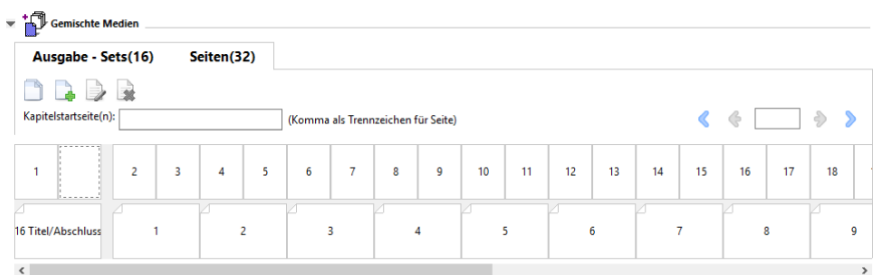 Gemischte Medien
Ausgabe - Sets(16) Seiten(32)
Kapitelstartseite(n): (Komma als Trennzeichen für Seite)
1 2 3 4 5 6 7 8 9 10 11 12 13 14 15 16 17 18
16 Titel/Abschluss 1 2 3 4 5 6 7 8 9